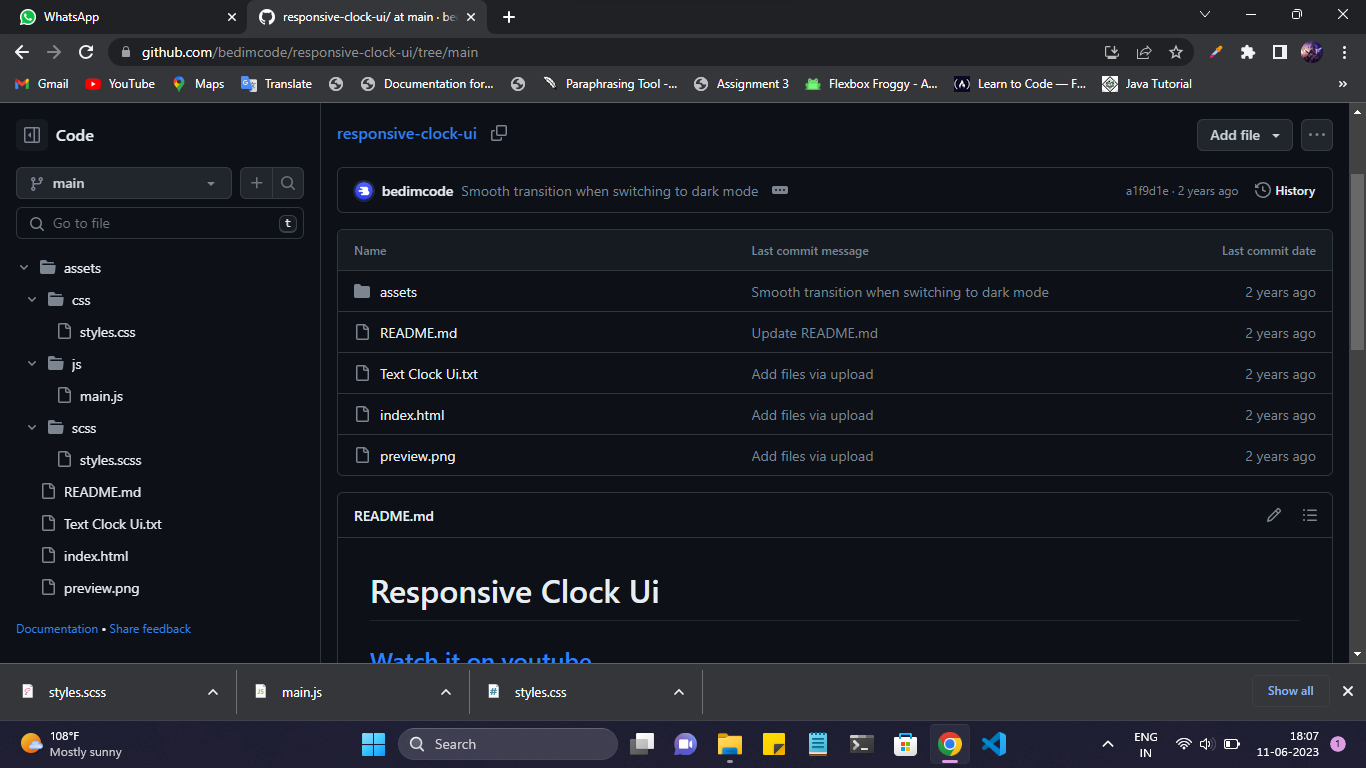 WhatsApp
responsive-clock-ui/ at main · be
github.com/bedimcode/responsive-clock-ui/tree/main
Gmail YouTube Maps Translate Documentation for... Paraphrasing Tool -... Assignment 3 Flexbox Froggy - A... Learn to Code — F... Java Tutorial »
Code
main
Go to file t
assets
css
styles.css
js
main.js
scss
styles.scss
README.md
Text Clock Ui.txt
index.html
preview.png
Documentation • Share feedback
responsive-clock-ui
Add file
bedimcode Smooth transition when switching to dark mode
a1f9d1e · 2 years ago History
Name Last commit message Last commit date
assets Smooth transition when switching to dark mode 2 years ago
README.md Update README.md 2 years ago
Text Clock Ui.txt Add files via upload 2 years ago
index.html Add files via upload 2 years ago
preview.png Add files via upload 2 years ago
README.md
Responsive Clock Ui
Watch it on youtube
styles.scss main.js styles.css Show all
108°F
Mostly sunny
Search
ENG
IN
18:07
11-06-2023
1